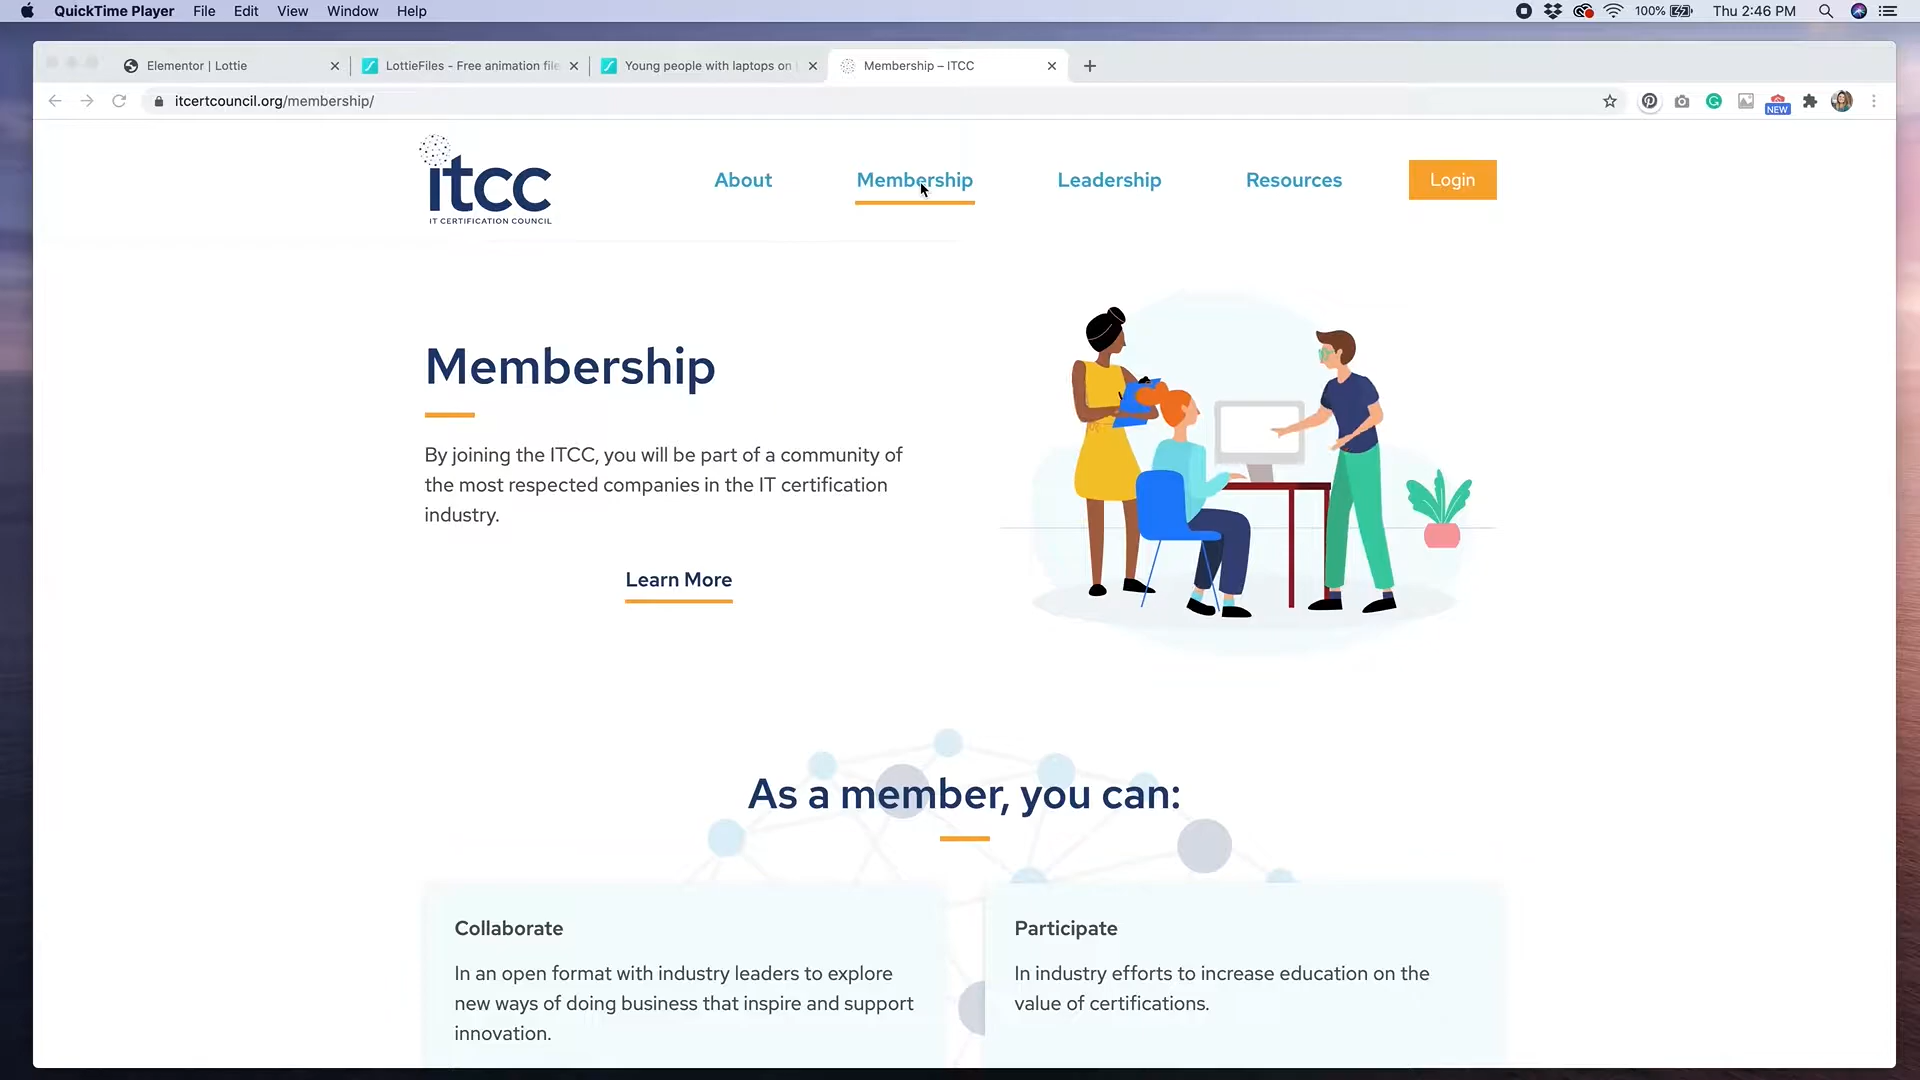 QuickTime Player File Edit View Window Help
100% Thu 2:46 PM
Elementor | Lottie
LottieFiles - Free animation file
Young people with laptops on
Membership – ITCC
itcertcouncil.org/membership/
NEW
itcc
IT CERTIFICATION COUNCIL
About
Membership
Leadership
Resources
Login
Membership
By joining the ITCC, you will be part of a community of
the most respected companies in the IT certification
industry.
Learn More
As a member, you can:
Collaborate
In an open format with industry leaders to explore
new ways of doing business that inspire and support
innovation.
Participate
In industry efforts to increase education on the
value of certifications.